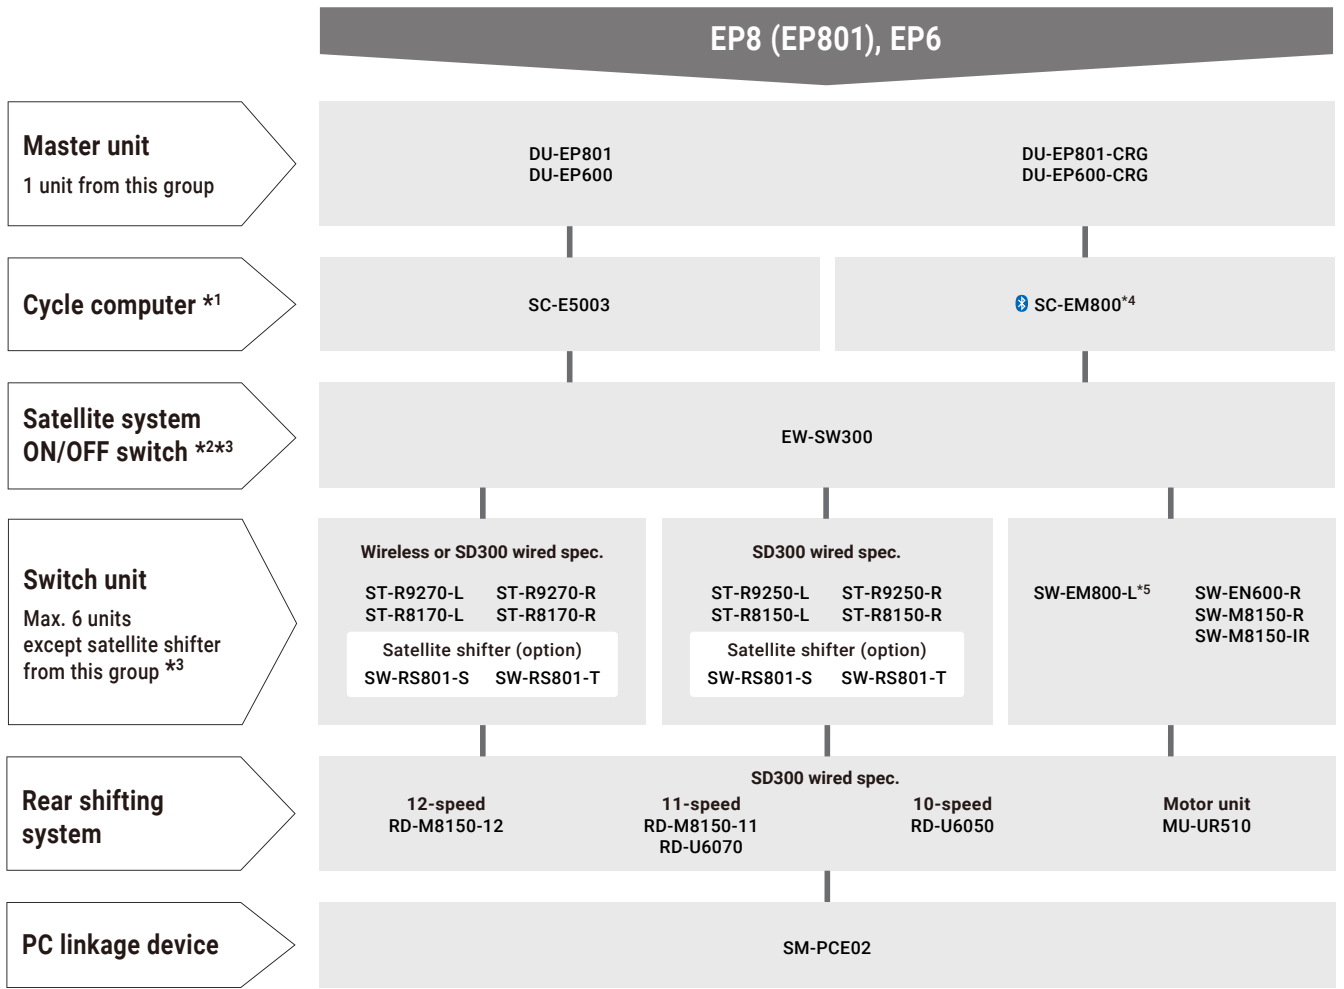 EP8 (EP801), EP6
Master unit
1 unit from this group
DU-EP801
DU-EP600
DU-EP801-CRG
DU-EP600-CRG
Cycle computer *1
SC-E5003
SC-EM800*4
Satellite system
ON/OFF switch *2*3
EW-SW300
Switch unit
Max. 6 units
except satellite shifter
from this group *3
Wireless or SD300 wired spec.
ST-R9270-L ST-R9270-R
ST-R8170-L ST-R8170-R
Satellite shifter (option)
SW-RS801-S SW-RS801-T
SD300 wired spec.
ST-R9250-L ST-R9250-R
ST-R8150-L ST-R8150-R
Satellite shifter (option)
SW-RS801-S SW-RS801-T
SW-EM800-L*5
SW-EN600-R
SW-M8150-R
SW-M8150-IR
Rear shifting
system
SD300 wired spec.
12-speed
RD-M8150-12
11-speed
RD-M8150-11
RD-U6070
10-speed
RD-U6050
Motor unit
MU-UR510
PC linkage device
SM-PCE02